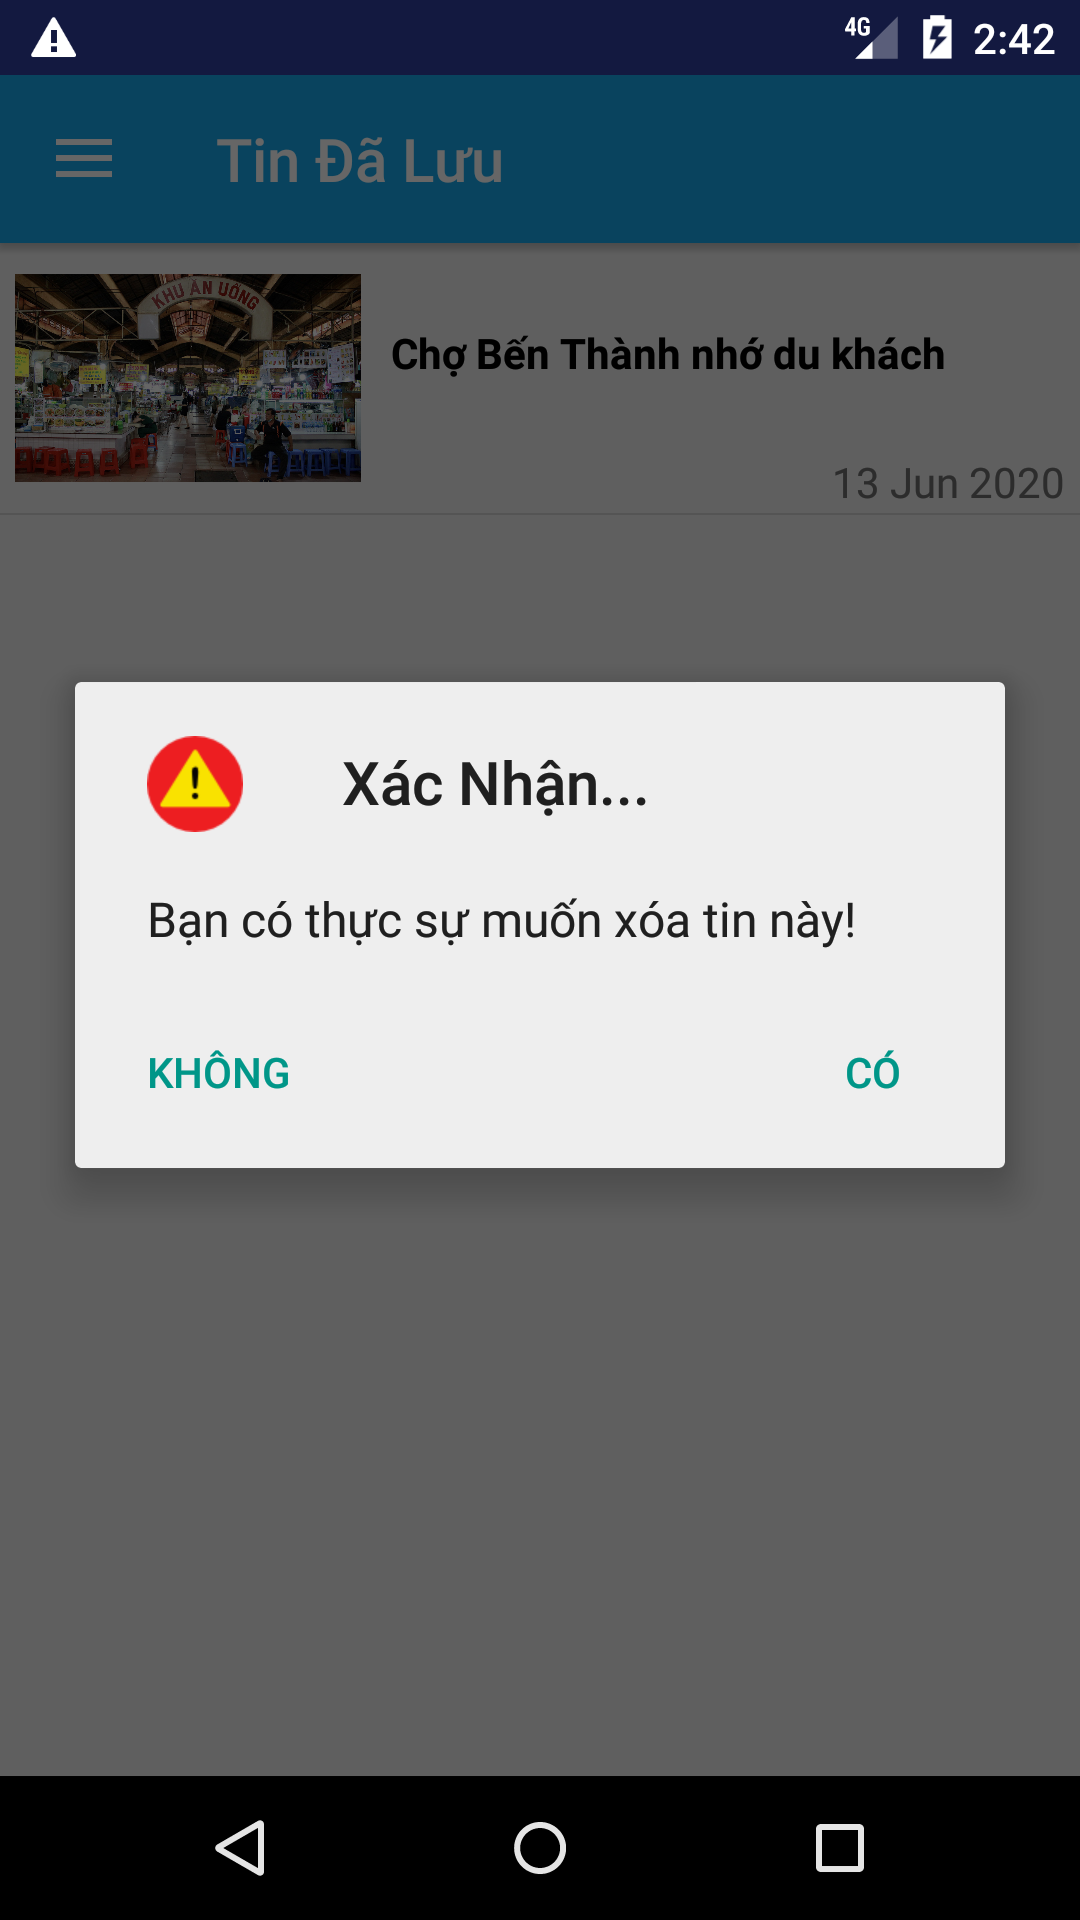 4G 2:42
Tin Đã Lưu
KHU ĂN UỐNG
Chợ Bến Thành nhớ du khách
13 Jun 2020
Xác Nhận...
Bạn có thực sự muốn xóa tin này!
KHÔNG CÓ